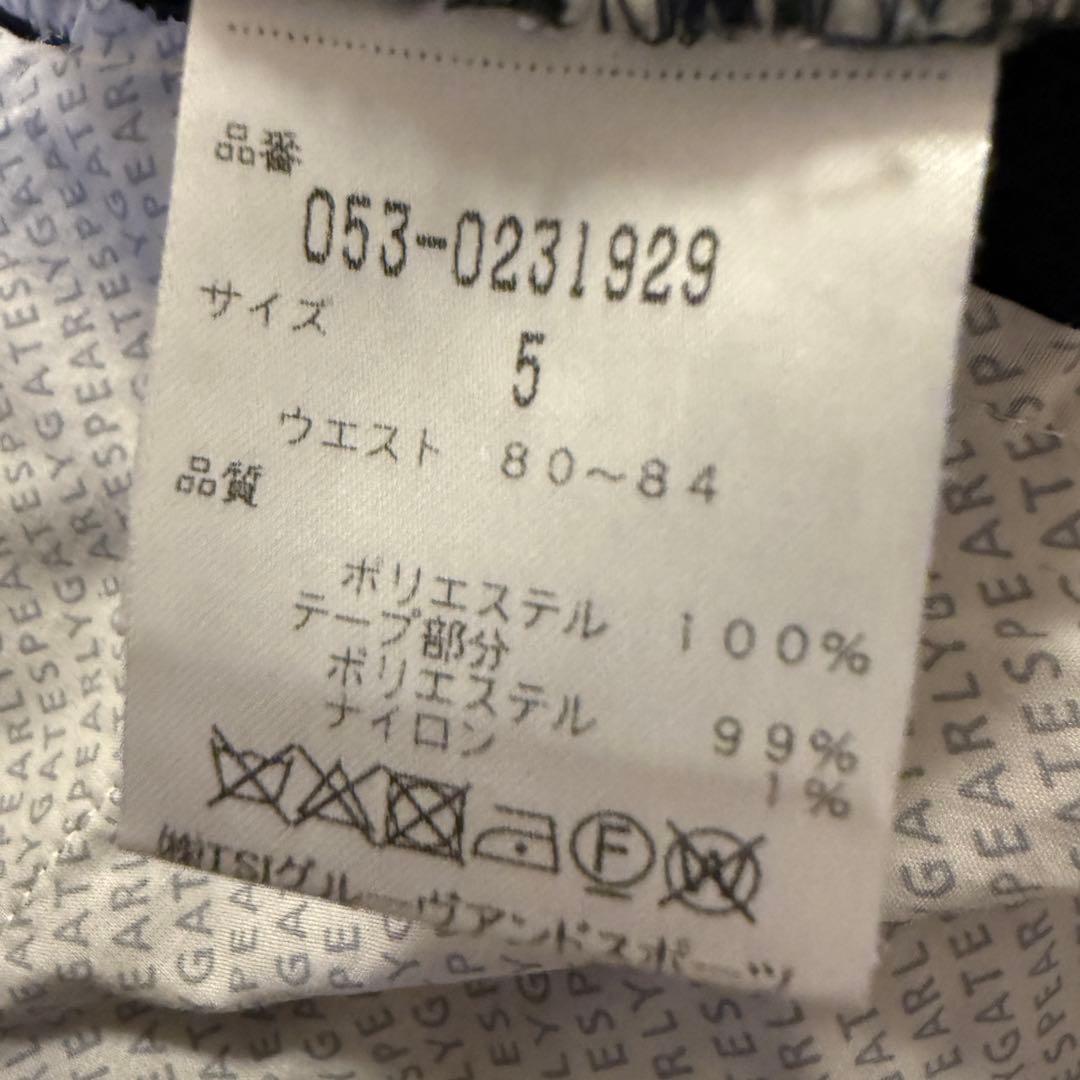 品番
053-0231929
サイズ
5
ウエスト 80～84
品質
ポリエステル 100%
テープ部分
ポリエステル 99%
ナイロン 1%
F
W
㈱TSIグルーヴアンドスポーツ
PEARLYGATES